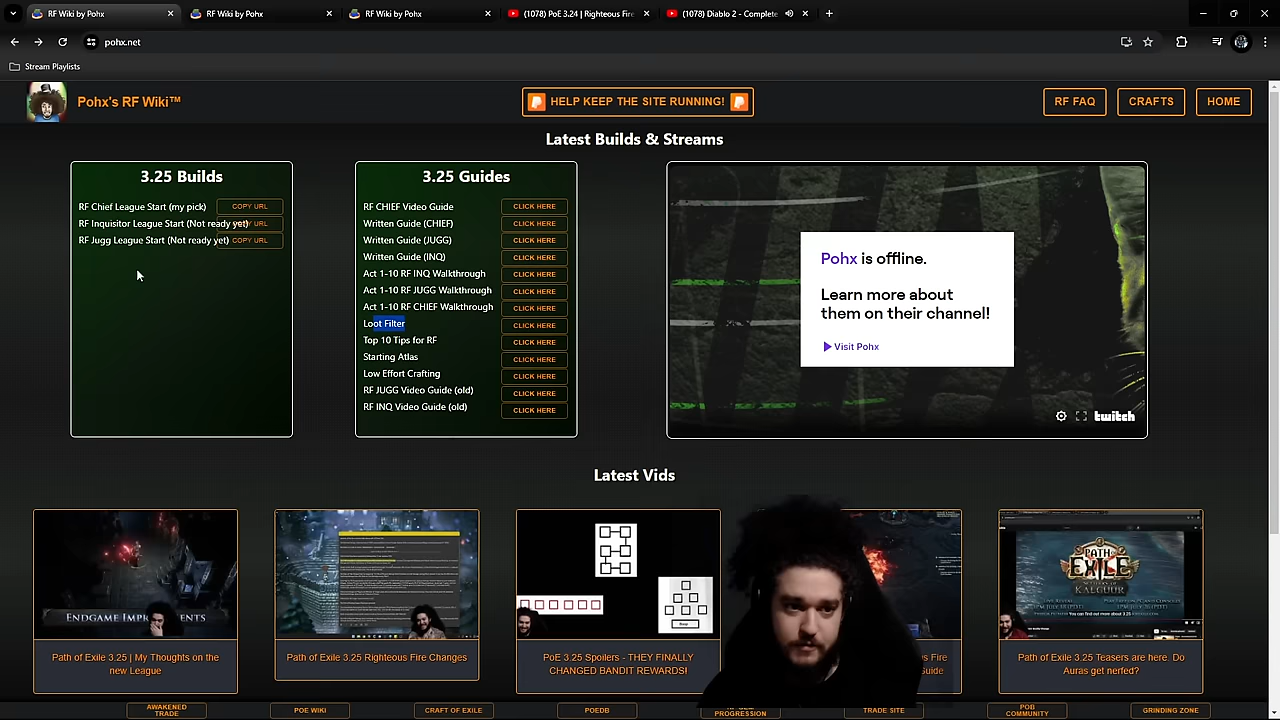 RF Wiki by Pohx
RF Wiki by Pohx
RF Wiki by Pohx
(1078) PoE 3.24 | Righteous Fire
(1078) Diablo 2 - Complete
pohx.net
Stream Playlists
Pohx's RF Wiki™
HELP KEEP THE SITE RUNNING!
RF FAQ
CRAFTS
HOME
Latest Builds & Streams
3.25 Builds
RF Chief League Start (my pick) COPY URL
RF Inquisitor League Start (Not ready yet) COPY URL
RF Jugg League Start (Not ready yet) COPY URL
3.25 Guides
RF CHIEF Video Guide CLICK HERE
Written Guide (CHIEF) CLICK HERE
Written Guide (JUGG) CLICK HERE
Written Guide (INQ) CLICK HERE
Act 1-10 RF INQ Walkthrough CLICK HERE
Act 1-10 RF JUGG Walkthrough CLICK HERE
Act 1-10 RF CHIEF Walkthrough CLICK HERE
Loot Filter CLICK HERE
Top 10 Tips for RF CLICK HERE
Starting Atlas CLICK HERE
Low Effort Crafting CLICK HERE
RF JUGG Video Guide (old) CLICK HERE
RF INQ Video Guide (old) CLICK HERE
Pohx is offline.
Learn more about
them on their channel!
Visit Pohx
twitch
Latest Vids
ENDGAME IMPR ENTS
PATH OF EXILE
Path of Exile 3.25 | My Thoughts on the
new League
Path of Exile 3.25 Righteous Fire Changes
PoE 3.25 Spoilers - THEY FINALLY
CHANGED BANDIT REWARDS!
Fire
Guide
Path of Exile 3.25 Teasers are here. Do
Auras get nerfed?
AWAKENED
TRADE
POE WIKI
CRAFT OF EXILE
POEDB
PROGRESSION
TRADE SITE
POB
COMMUNITY
GRINDING ZONE